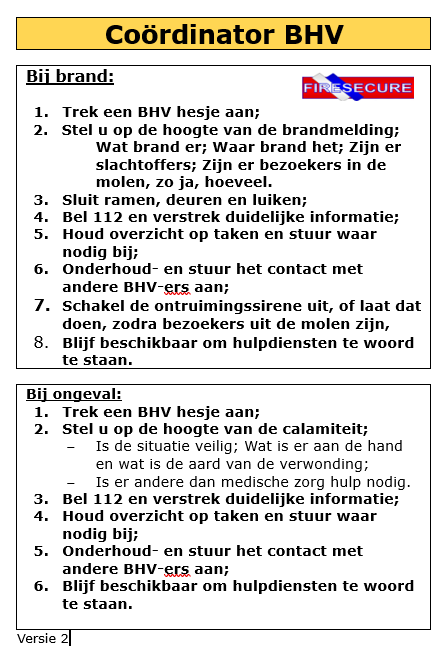 Coördinator BHV
Bij brand:
FIRESECURE
1. Trek een BHV hesje aan;
2. Stel u op de hoogte van de brandmelding;
Wat brand er; Waar brand het; Zijn er
slachtoffers; Zijn er bezoekers in de
molen, zo ja, hoeveel.
3. Sluit ramen, deuren en luiken;
4. Bel 112 en verstrek duidelijke informatie;
5. Houd overzicht op taken en stuur waar
nodig bij;
6. Onderhoud- en stuur het contact met
andere BHV-ers aan;
7. Schakel de ontruimingssirene uit, of laat dat
doen, zodra bezoekers uit de molen zijn,
8. Blijf beschikbaar om hulpdiensten te woord
te staan.
Bij ongeval:
1. Trek een BHV hesje aan;
2. Stel u op de hoogte van de calamiteit;
– Is de situatie veilig; Wat is er aan de hand
en wat is de aard van de verwonding;
– Is er andere dan medische zorg hulp nodig.
3. Bel 112 en verstrek duidelijke informatie;
4. Houd overzicht op taken en stuur waar
nodig bij;
5. Onderhoud- en stuur het contact met
andere BHV-ers aan;
6. Blijf beschikbaar om hulpdiensten te woord
te staan.
Versie 2